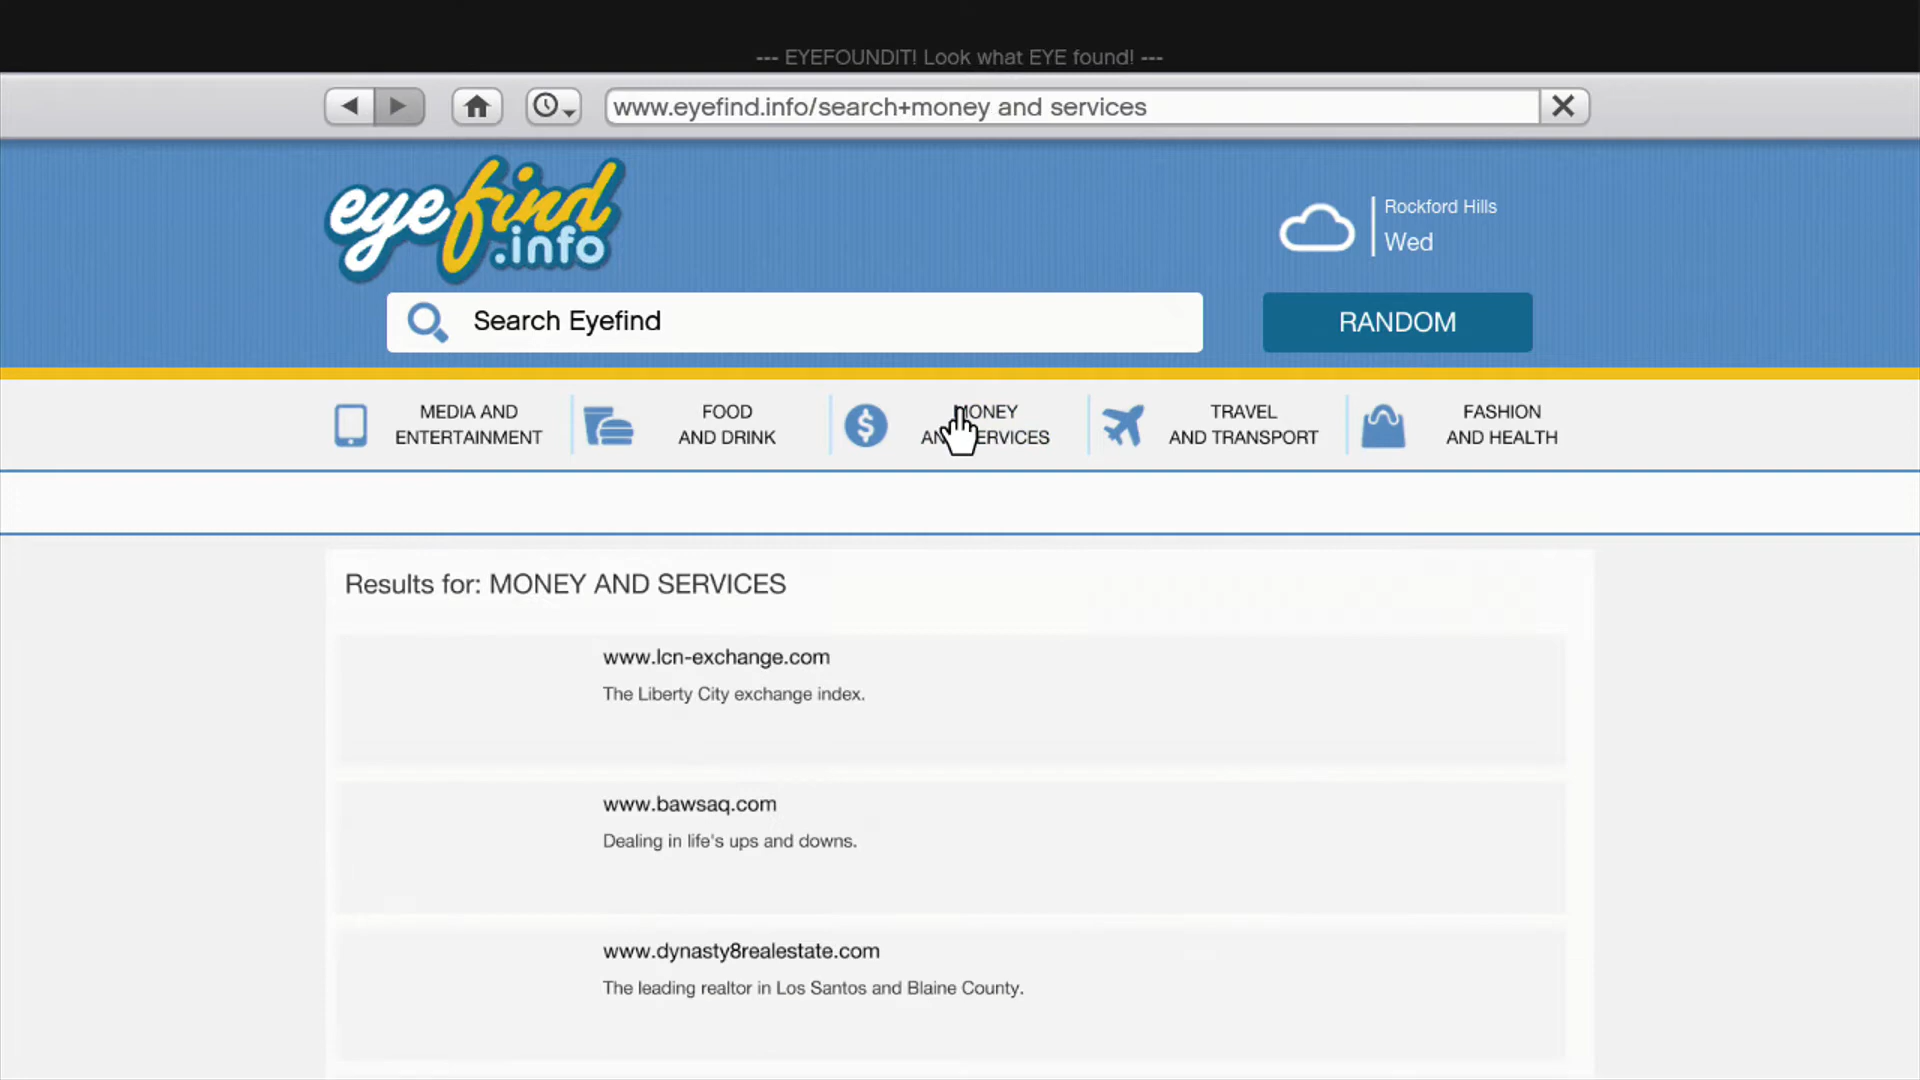 --- EYEFOUNDIT! Look what EYE found! ---
www.eyefind.info/search+money and services
eyefind
.info
Rockford Hills
Wed
Search Eyefind
RANDOM
MEDIA AND
ENTERTAINMENT
FOOD
AND DRINK
MONEY
AND SERVICES
TRAVEL
AND TRANSPORT
FASHION
AND HEALTH
Results for: MONEY AND SERVICES
www.lcn-exchange.com
The Liberty City exchange index.
www.bawsaq.com
Dealing in life's ups and downs.
www.dynasty8realestate.com
The leading realtor in Los Santos and Blaine County.